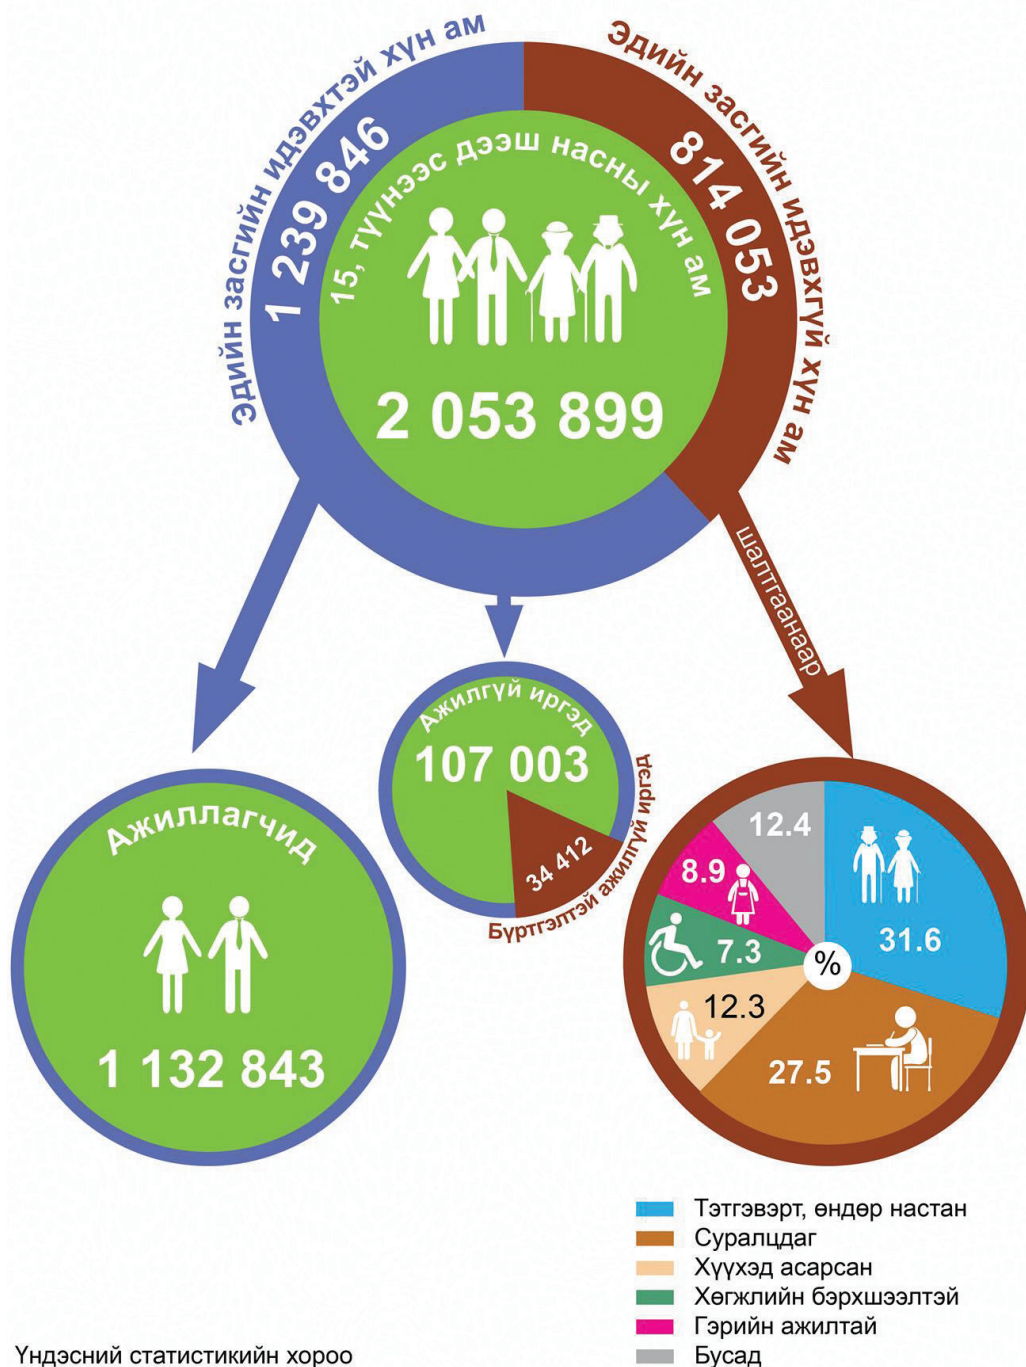 Эдийн засгийн идэвхтэй хүн ам
1 239 846
Эдийн засгийн идэвхгүй хүн ам
814 053
15, түүнээс дээш насны хүн ам
2 053 899
шалтгаанаар
Ажиллагчид
1 132 843
Ажилгүй иргэд
107 003
34 412
Бүртгэлтэй ажилгүй иргэд
12.4
8.9
7.3
12.3
27.5
31.6
%
Тэтгэвэрт, өндөр настан
Суралцдаг
Хүүхэд асарсан
Хөгжлийн бэрхшээлтэй
Гэрийн ажилтай
Бусад
Үндэсний статистикийн хороо